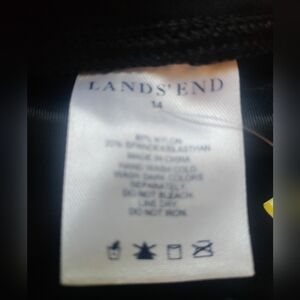 LANDS' END
14
80% NYLON
20% SPANDEX/ELASTHAN
MADE IN CHINA
HAND WASH COLD
WASH DARK COLORS
SEPARATELY
DO NOT BLEACH
LINE DRY
DO NOT IRON